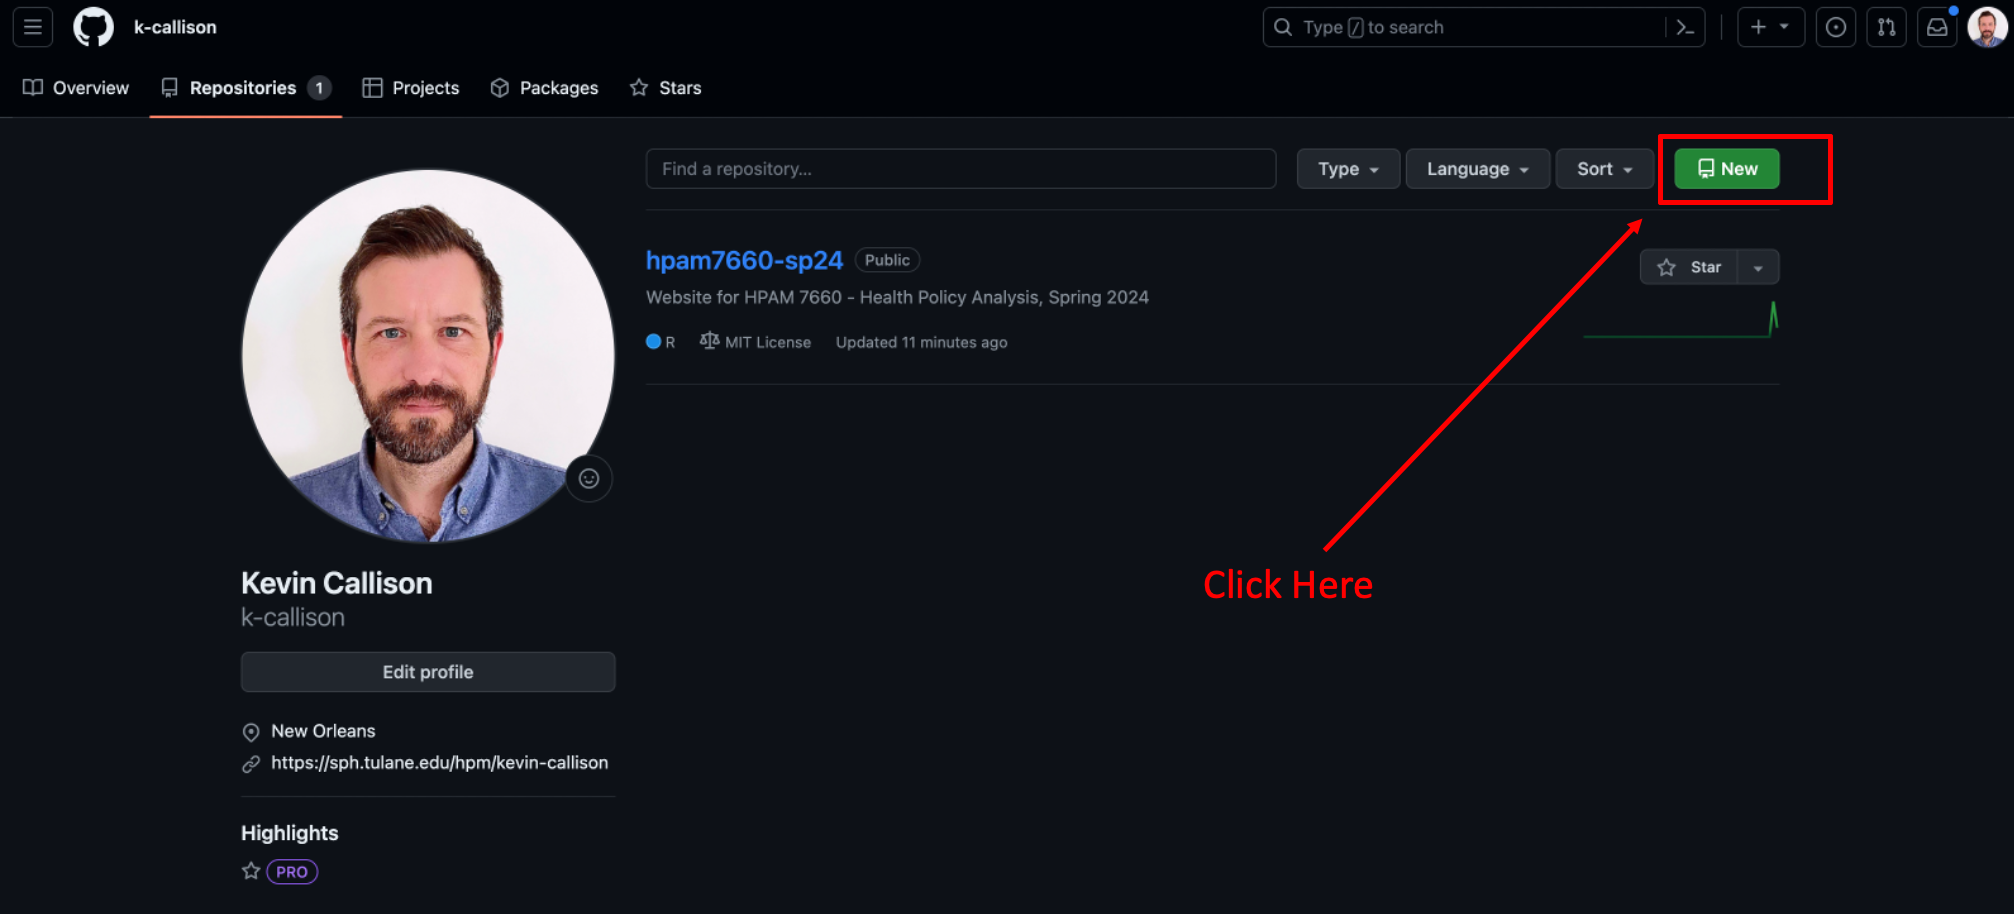 k-callison
Type / to search
Overview
Repositories 1
Projects
Packages
Stars
Find a repository...
Type
Language
Sort
New
hpam7660-sp24 Public
Star
Website for HPAM 7660 - Health Policy Analysis, Spring 2024
R MIT License Updated 11 minutes ago
Click Here
Kevin Callison
k-callison
Edit profile
New Orleans
https://sph.tulane.edu/hpm/kevin-callison
Highlights
PRO